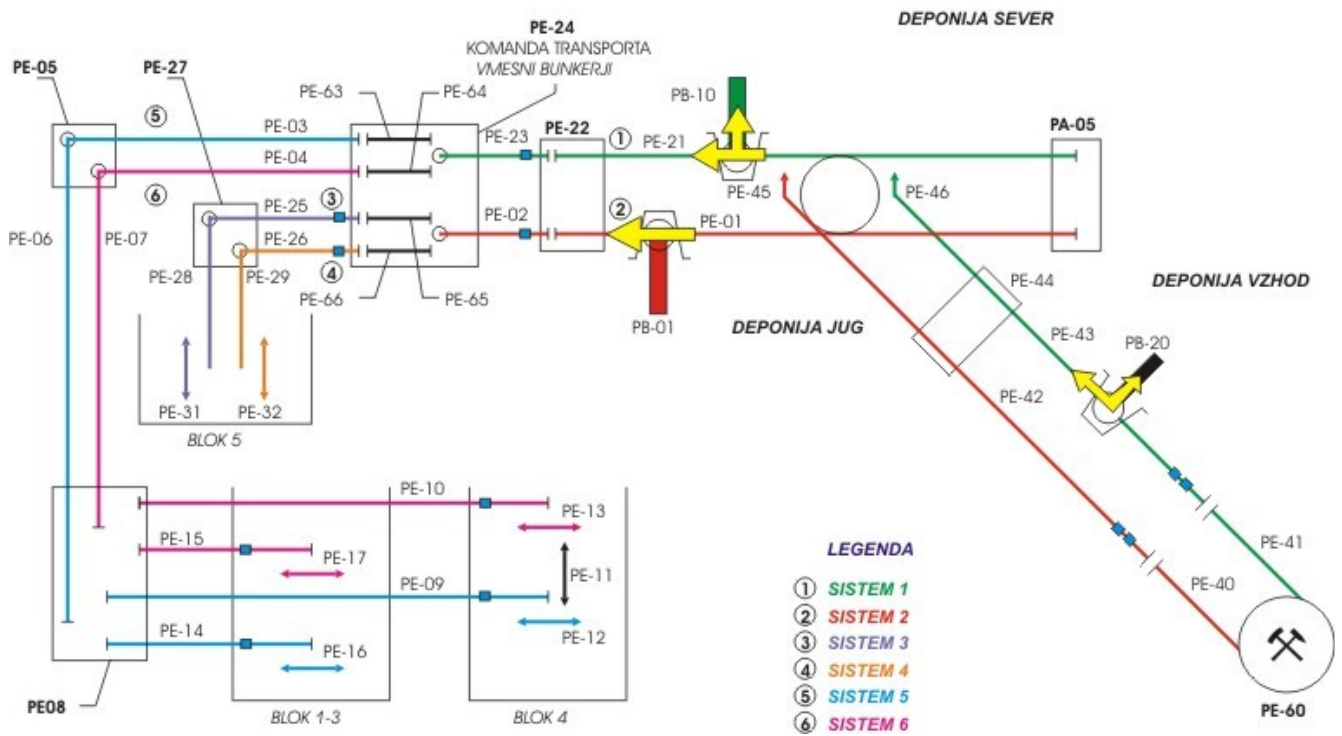 DEPONIJA SEVER
PE-24
KOMANDA TRANSPORTA
VMESNI BUNKERJI
PE-05
PE-27
PE-63
PE-64
PB-10
5
PE-03
PE-23
PE-22
1
PE-21
PA-05
PE-04
6
PE-45
PE-46
3
PE-25
PE-02
2
PE-01
PE-06
PE-07
PE-26
4
PE-28
PE-29
PE-66
PE-65
PE-44
DEPONIJA VZHOD
PB-01
DEPONIJA JUG
PE-43
PB-20
PE-31
PE-32
PE-42
BLOK 5
PE-10
PE-13
PE-15
PE-17
PE-09
PE-11
PE-41
PE-40
PE-14
PE-16
PE-12
PE08
BLOK 1-3
BLOK 4
PE-60
LEGENDA
1 SISTEM 1
2 SISTEM 2
3 SISTEM 3
4 SISTEM 4
5 SISTEM 5
6 SISTEM 6